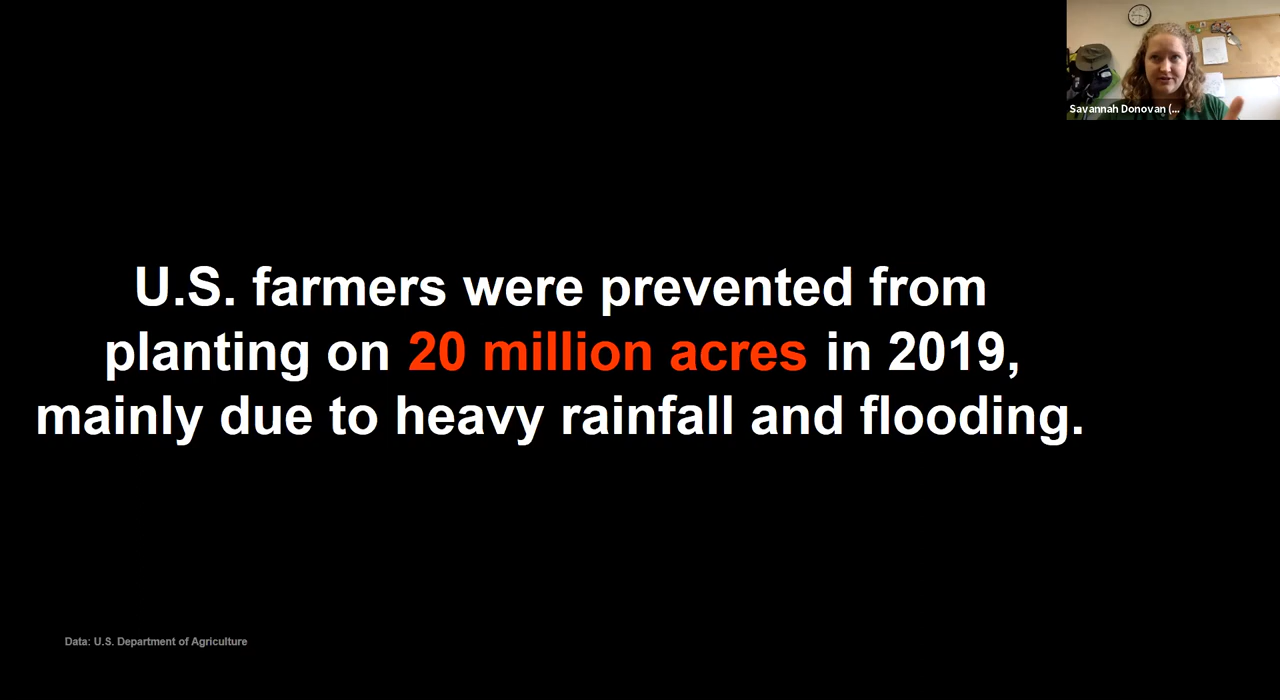 Savannah Donovan (...
U.S. farmers were prevented from
planting on 20 million acres in 2019,
mainly due to heavy rainfall and flooding.
Data: U.S. Department of Agriculture